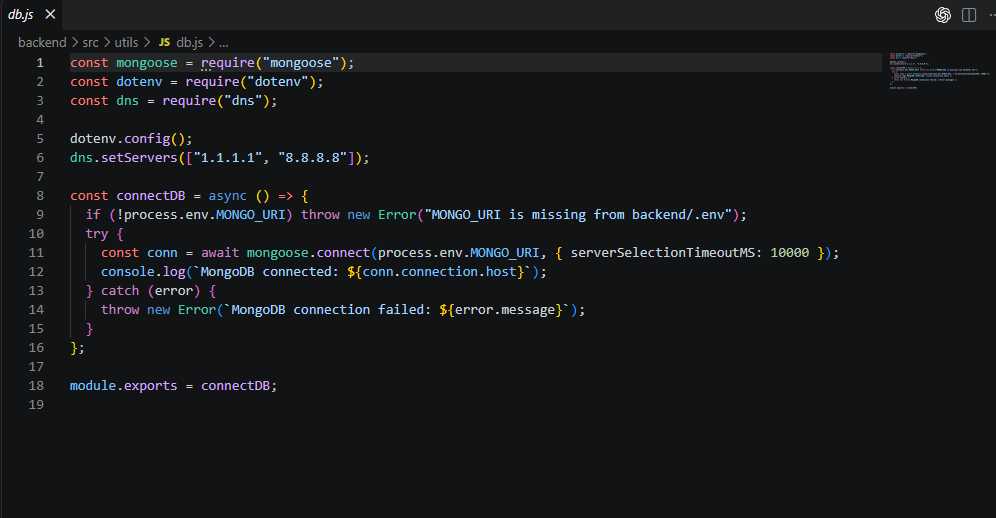 db.js
backend > src > utils > JS db.js > ...
1 const mongoose = require("mongoose");
2 const dotenv = require("dotenv");
3 const dns = require("dns");
4
5 dotenv.config();
6 dns.setServers(["1.1.1.1", "8.8.8.8"]);
7
8 const connectDB = async () => {
9   if (!process.env.MONGO_URI) throw new Error("MONGO_URI is missing from backend/.env");
10   try {
11     const conn = await mongoose.connect(process.env.MONGO_URI, { serverSelectionTimeoutMS: 10000 });
12     console.log(`MongoDB connected: ${conn.connection.host}`);
13   } catch (error) {
14     throw new Error(`MongoDB connection failed: ${error.message}`);
15   }
16 };
17
18 module.exports = connectDB;
19